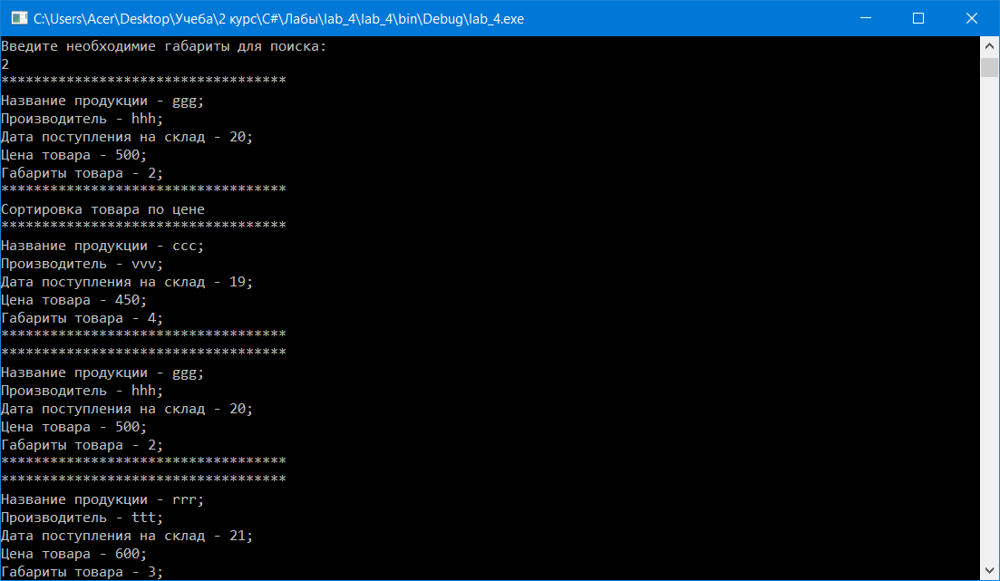 C:\Users\Acer\Desktop\Учеба\2 курс\C#\Лабы\lab_4\lab_4\bin\Debug\lab_4.exe
Введите необходимие габариты для поиска:
2
***********************************
Название продукции - ggg;
Производитель - hhh;
Дата поступления на склад - 20;
Цена товара - 500;
Габариты товара - 2;
***********************************
Сортировка товара по цене
***********************************
Название продукции - ccc;
Производитель - vvv;
Дата поступления на склад - 19;
Цена товара - 450;
Габариты товара - 4;
***********************************
***********************************
Название продукции - ggg;
Производитель - hhh;
Дата поступления на склад - 20;
Цена товара - 500;
Габариты товара - 2;
***********************************
***********************************
Название продукции - rrr;
Производитель - ttt;
Дата поступления на склад - 21;
Цена товара - 600;
Габариты товара - 3;